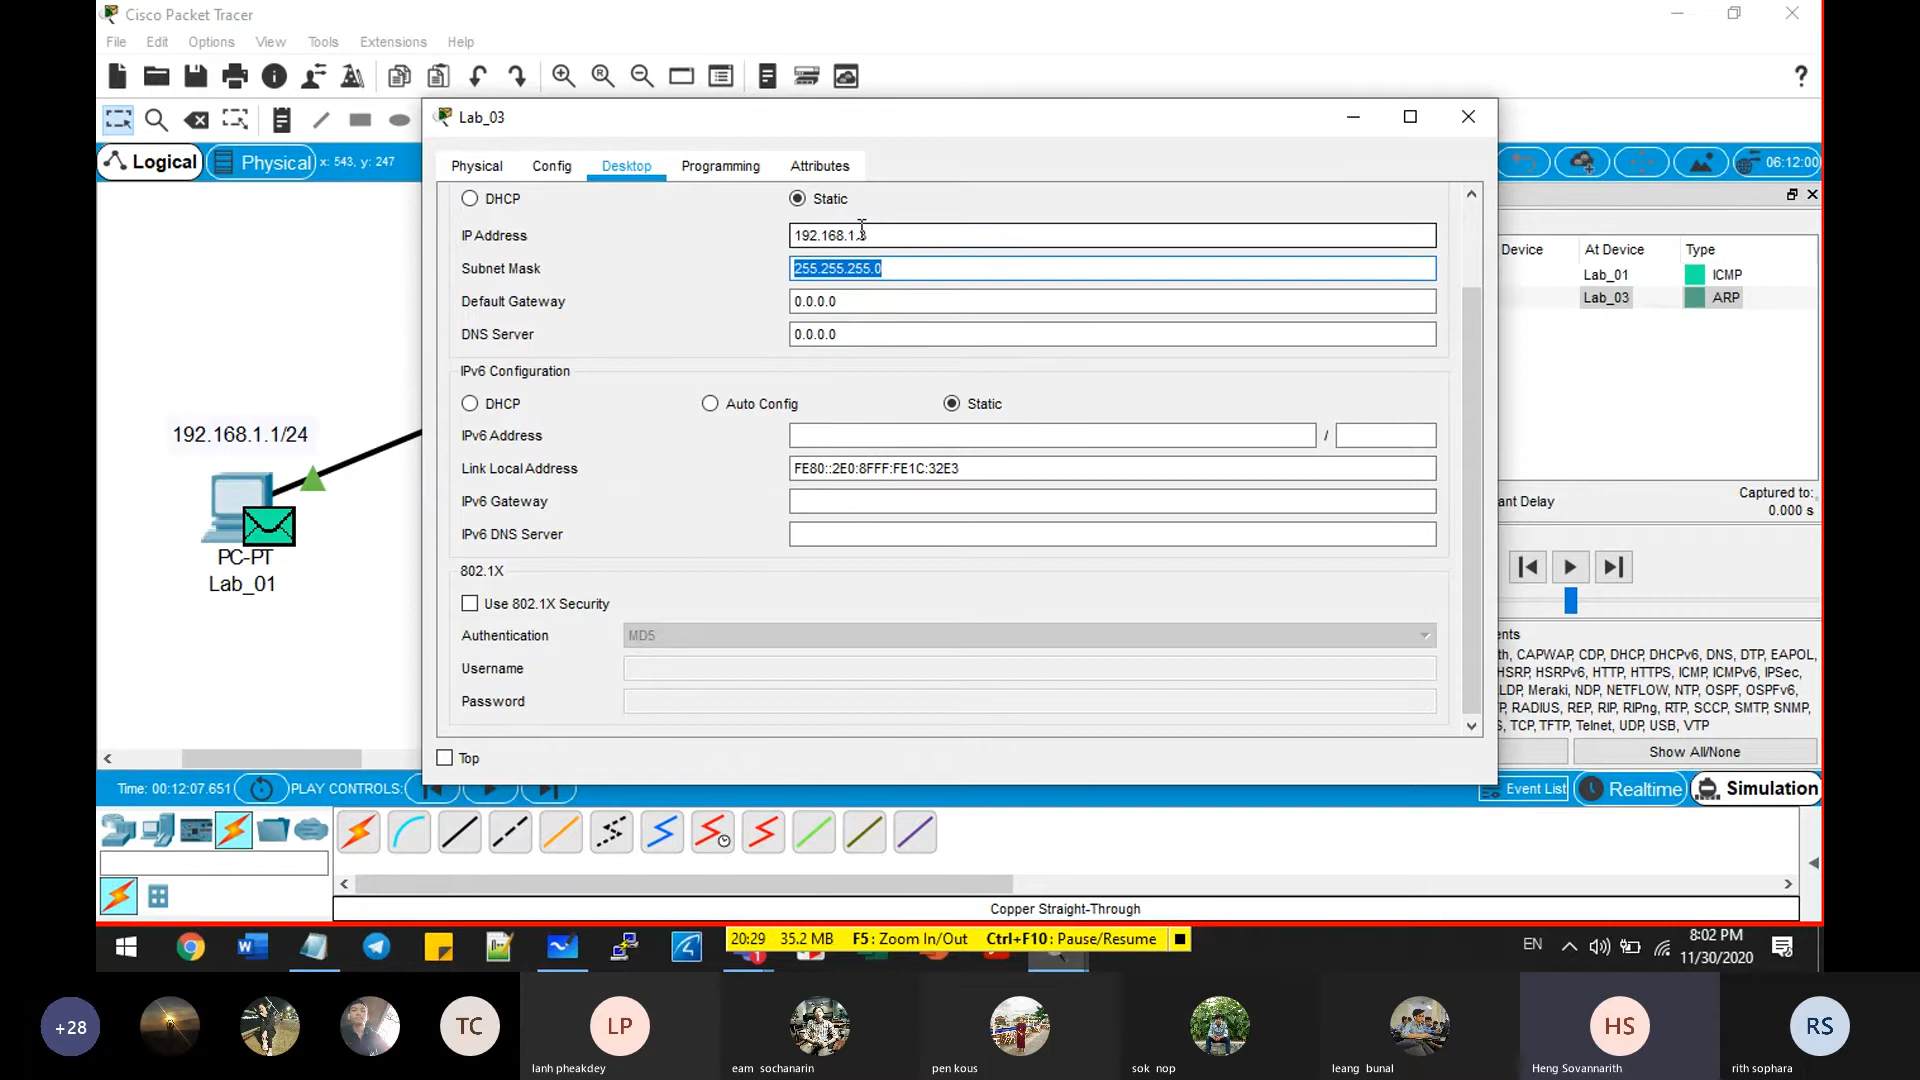 Cisco Packet Tracer
File Edit Options View Tools Extensions Help
?
Logical Physical x: 543, y: 247
06:12:00
Lab_03
Physical Config Desktop Programming Attributes
DHCP Static
IP Address 192.168.1.3
Subnet Mask 255.255.255.0
Default Gateway 0.0.0.0
DNS Server 0.0.0.0
IPv6 Configuration
DHCP Auto Config Static
IPv6 Address /
Link Local Address FE80::2E0:8FFF:FE1C:32E3
IPv6 Gateway
IPv6 DNS Server
802.1X
Use 802.1X Security
Authentication MD5
Username
Password
Top
192.168.1.1/24
PC-PT
Lab_01
Device At Device Type
Lab_01 ICMP
Lab_03 ARP
ant Delay Captured to:
0.000 s
ents
th, CAPWAP, CDP, DHCP, DHCPv6, DNS, DTP, EAPOL,
HSRP, HSRPv6, HTTP, HTTPS, ICMP, ICMPv6, IPSec,
LDP, Meraki, NDP, NETFLOW, NTP, OSPF, OSPFv6,
P, RADIUS, REP, RIP, RIPng, RTP, SCCP, SMTP, SNMP,
S, TCP, TFTP, Telnet, UDP, USB, VTP
Show All/None
Time: 00:12:07.651 PLAY CONTROLS:
Event List Realtime Simulation
Copper Straight-Through
20:29 35.2 MB F5: Zoom In/Out Ctrl+F10: Pause/Resume
EN
8:02 PM
11/30/2020
+28 TC LP HS RS
lanh pheakdey eam sochanarin pen kous sok nop leang bunal Heng Sovannarith rith sophara